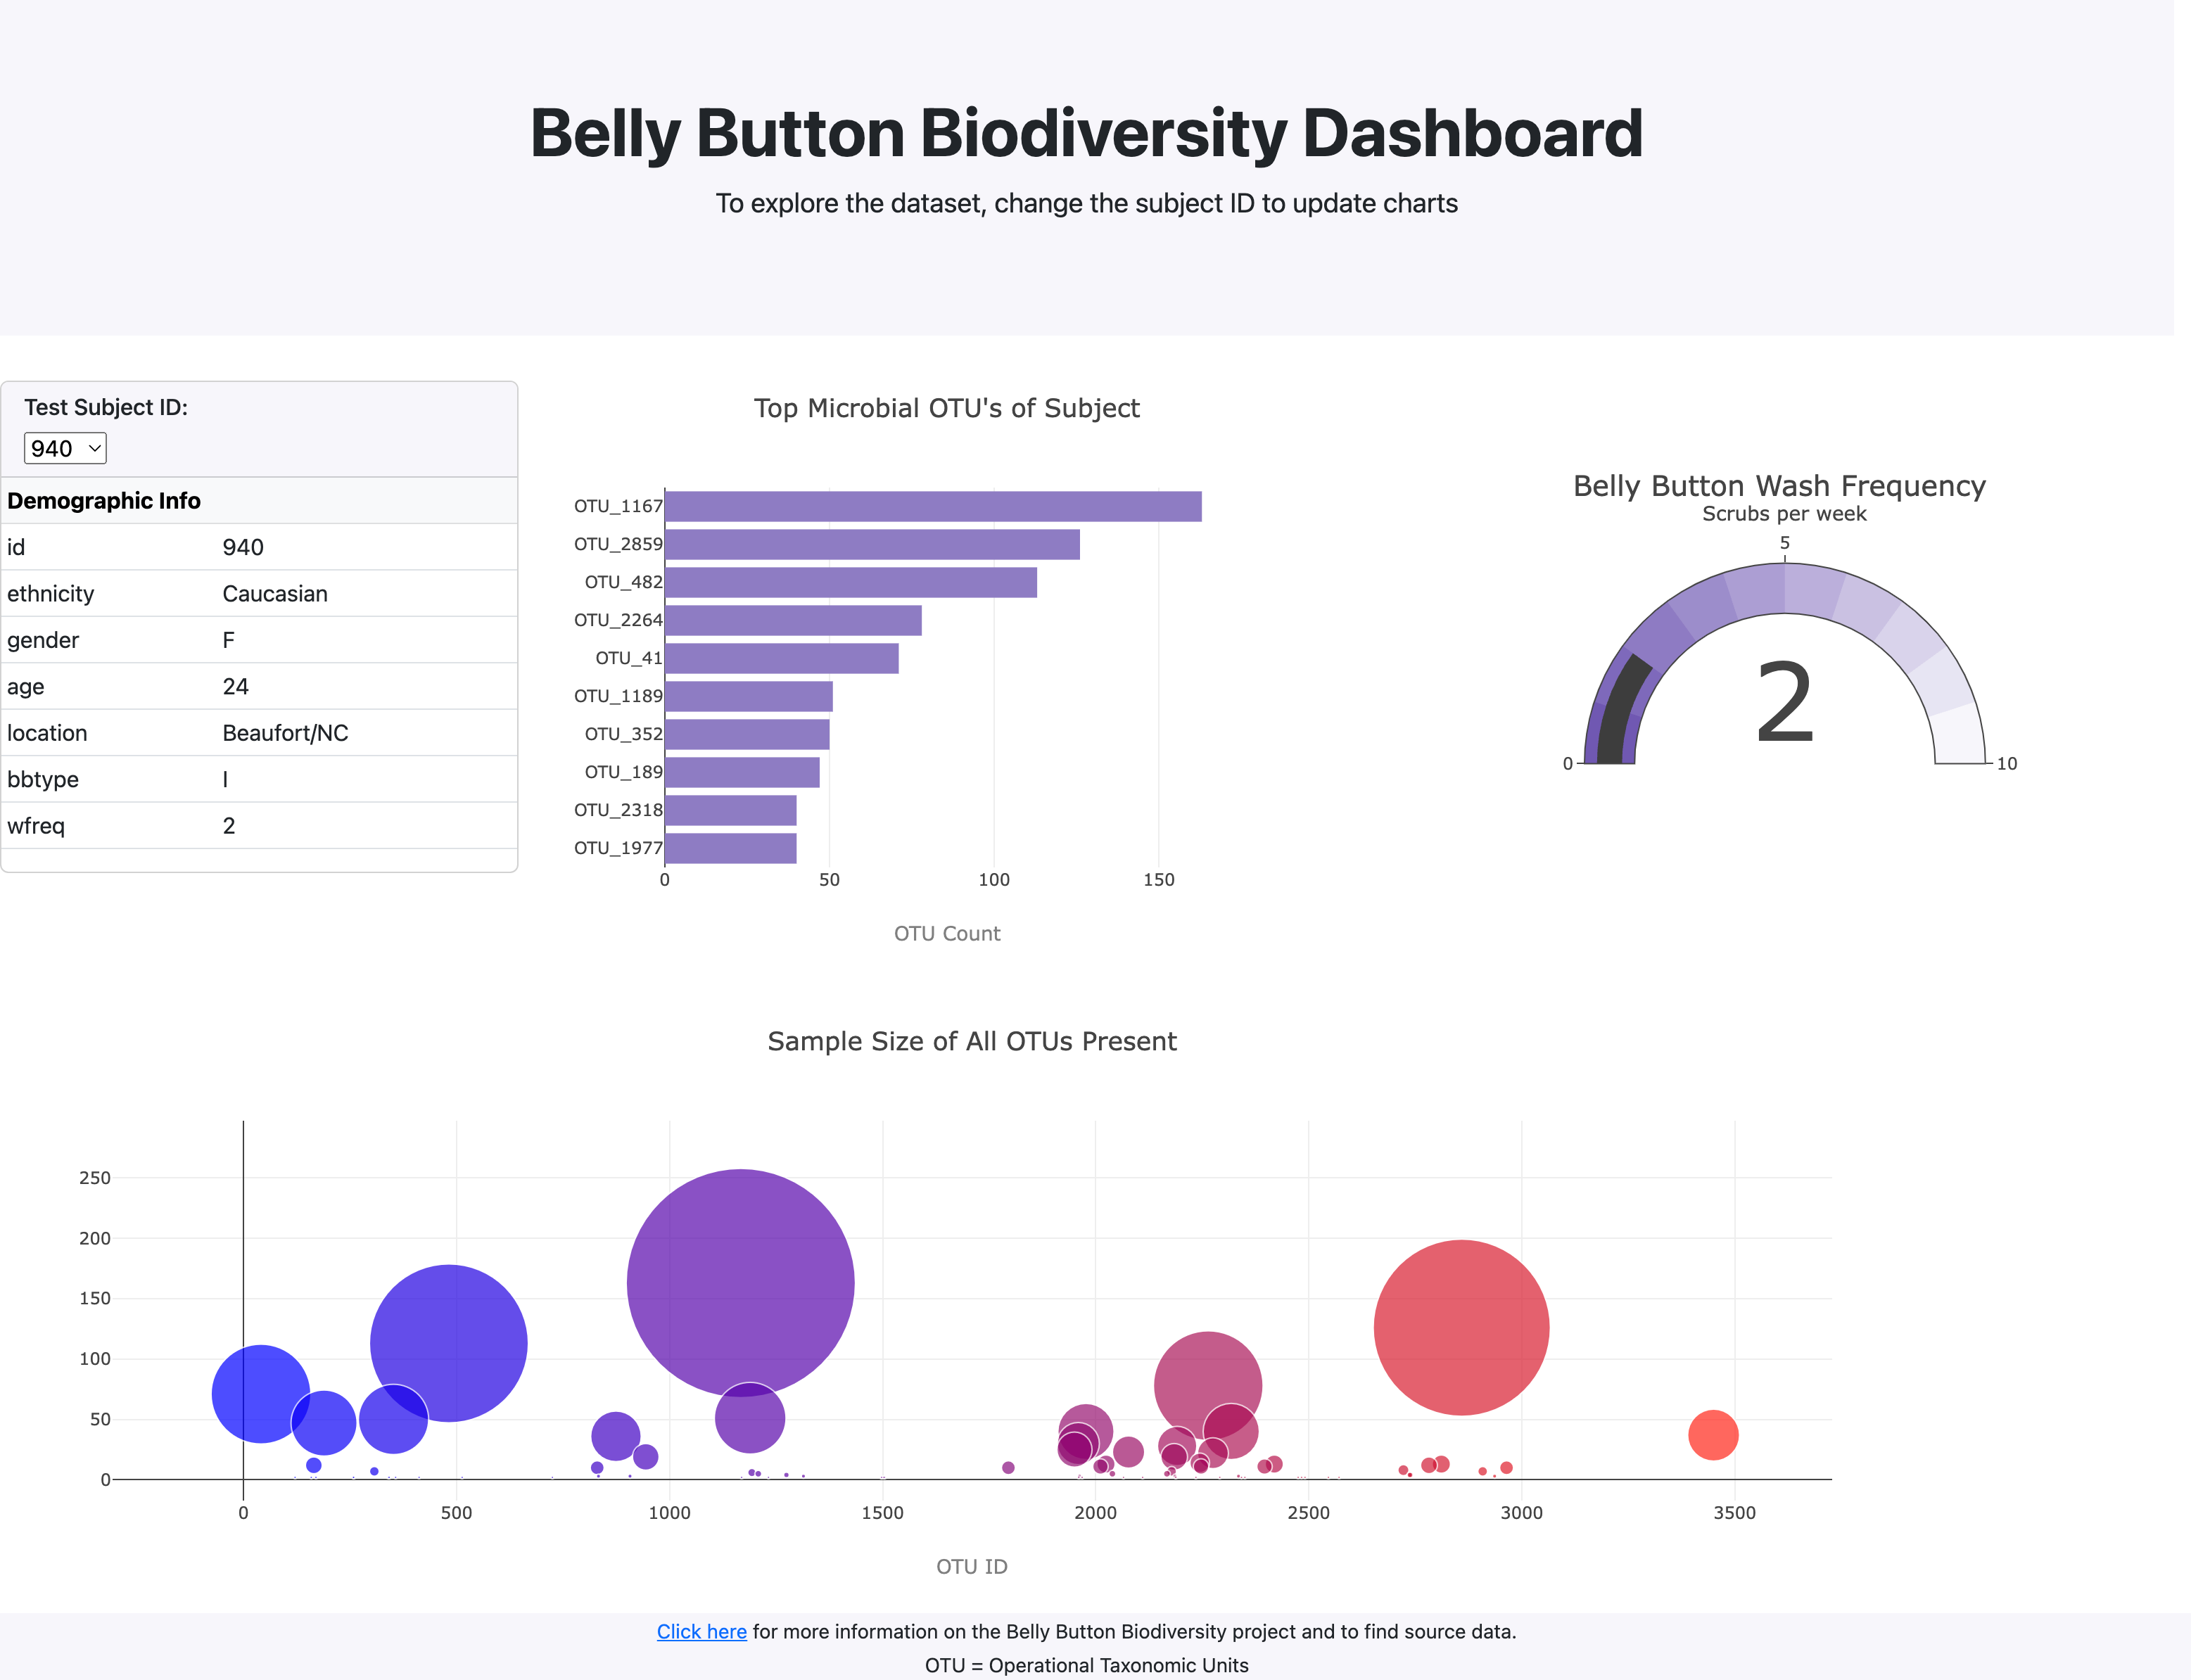 Belly Button Biodiversity Dashboard
To explore the dataset, change the subject ID to update charts
Test Subject ID:
940
Demographic Info
id 940
ethnicity Caucasian
gender F
age 24
location Beaufort/NC
bbtype I
wfreq 2
Top Microbial OTU's of Subject
OTU_1167
OTU_2859
OTU_482
OTU_2264
OTU_41
OTU_1189
OTU_352
OTU_189
OTU_2318
OTU_1977
0 50 100 150
OTU Count
Belly Button Wash Frequency
Scrubs per week
5
2
0 10
Sample Size of All OTUs Present
250
200
150
100
50
0
0 500 1000 1500 2000 2500 3000 3500
OTU ID
Click here for more information on the Belly Button Biodiversity project and to find source data.
OTU = Operational Taxonomic Units